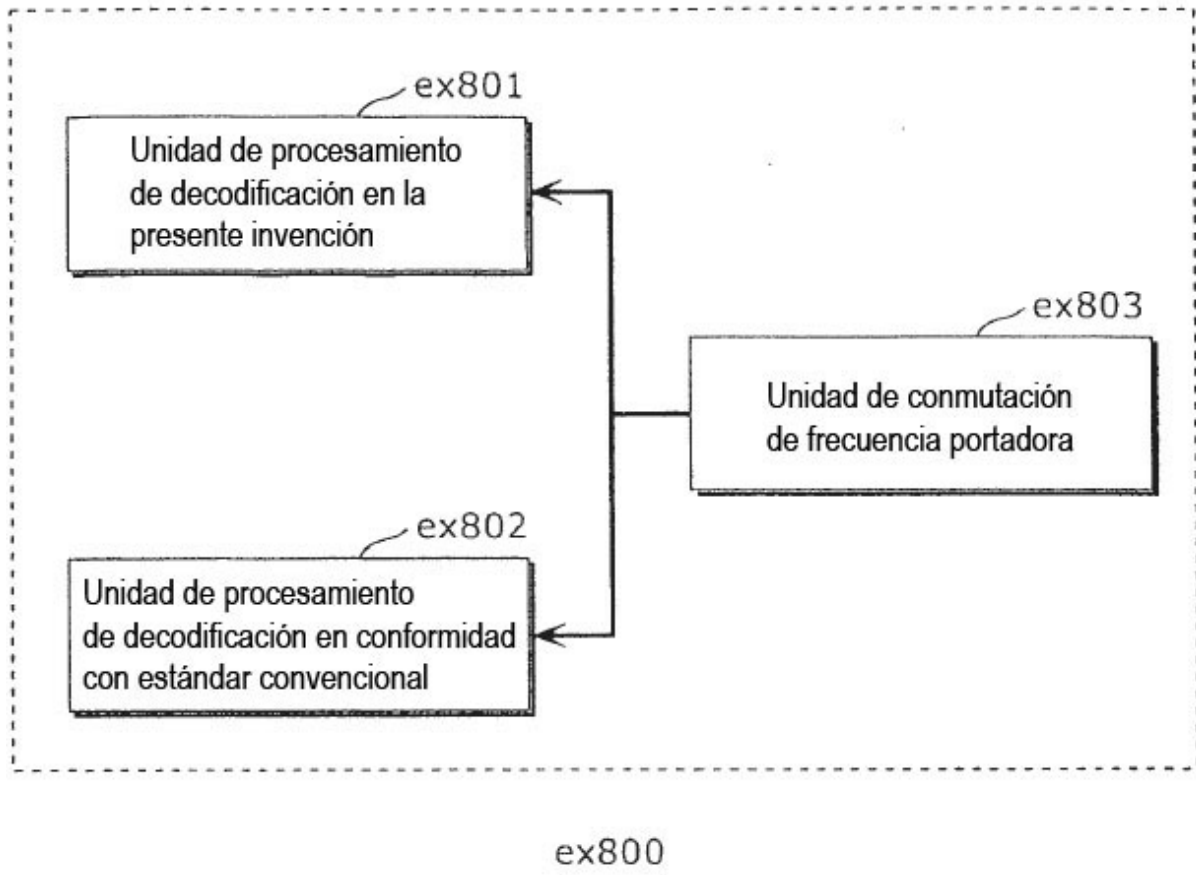 ex801
Unidad de procesamiento
de decodificación en la
presente invención
ex803
Unidad de conmutación
de frecuencia portadora
ex802
Unidad de procesamiento
de decodificación en conformidad
con estándar convencional
ex800